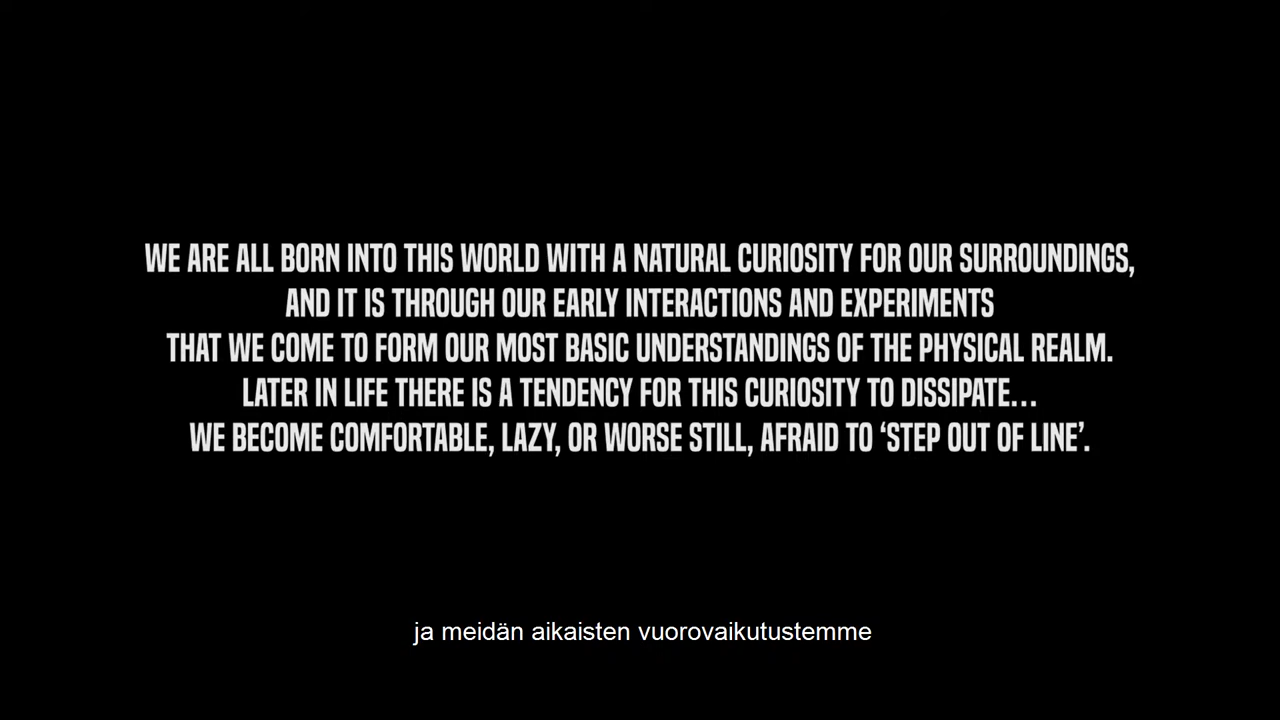 WE ARE ALL BORN INTO THIS WORLD WITH A NATURAL CURIOSITY FOR OUR SURROUNDINGS,
AND IT IS THROUGH OUR EARLY INTERACTIONS AND EXPERIMENTS
THAT WE COME TO FORM OUR MOST BASIC UNDERSTANDINGS OF THE PHYSICAL REALM.
LATER IN LIFE THERE IS A TENDENCY FOR THIS CURIOSITY TO DISSIPATE...
WE BECOME COMFORTABLE, LAZY, OR WORSE STILL, AFRAID TO ‘STEP OUT OF LINE’.
ja meidän aikaisten vuorovaikutustemme